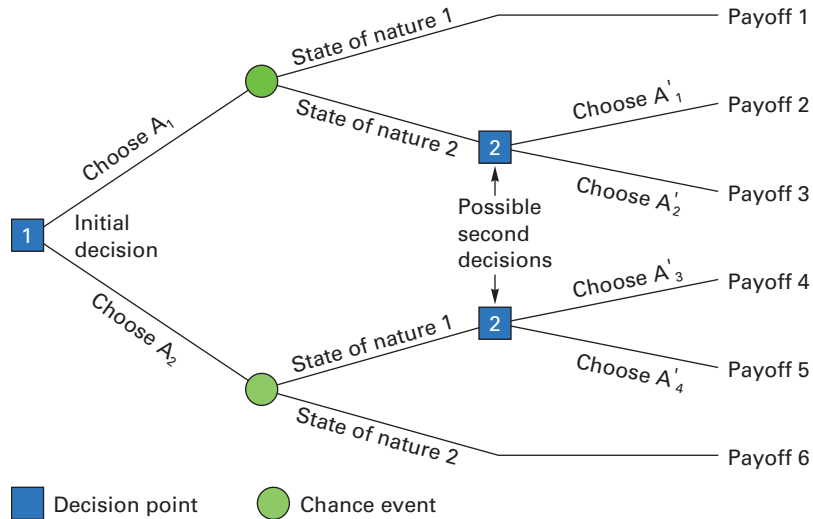 State of nature 1
Payoff 1
Choose A₁
State of nature 2
2
Choose A'₁
Payoff 2
Choose A'₂
Payoff 3
1
Initial
decision
Possible
second
decisions
Choose A₂
State of nature 1
2
Choose A'₃
Payoff 4
Choose A'₄
Payoff 5
State of nature 2
Payoff 6
Decision point
Chance event